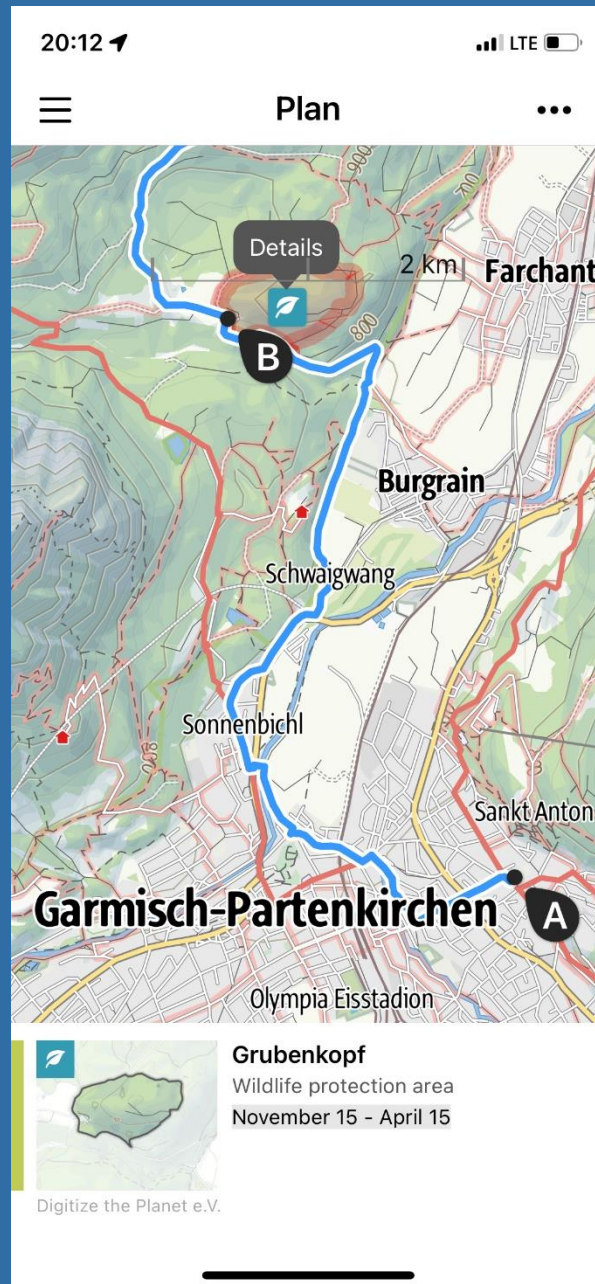 20:12
LTE
Plan
900
700
Details
2 km
Farchant
800
B
Burgrain
Schwaigwang
Sonnenbichl
Sankt Anton
Garmisch-Partenkirchen
A
Olympia Eisstadion
Grubenkopf
Wildlife protection area
November 15 - April 15
Digitize the Planet e.V.